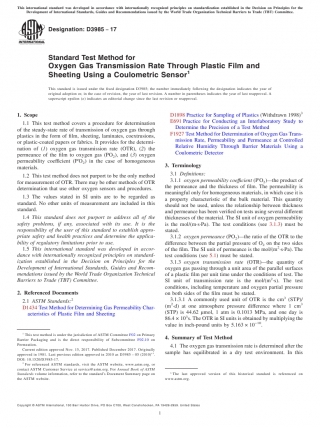 This international standard was developed in accordance with internationally recognized principles on standardization established in the Decision on Principles for the
Development of International Standards, Guides and Recommendations issued by the World Trade Organization Technical Barriers to Trade (TBT) Committee.
Designation: D3985 − 17
INTERNATIONAL
Standard Test Method for
Oxygen Gas Transmission Rate Through Plastic Film and
Sheeting Using a Coulometric Sensor1
This standard is issued under the fixed designation D3985; the number immediately following the designation indicates the year of
original adoption or, in the case of revision, the year of last revision. A number in parentheses indicates the year of last reapproval. A
superscript epsilon (ε) indicates an editorial change since the last revision or reapproval.
1. Scope
1.1 This test method covers a procedure for determination
of the steady-state rate of transmission of oxygen gas through
plastics in the form of film, sheeting, laminates, coextrusions,
or plastic-coated papers or fabrics. It provides for the determi-
nation of (1) oxygen gas transmission rate (OTR), (2) the
permeance of the film to oxygen gas (PO2), and (3) oxygen
permeability coefficient (P'O2) in the case of homogeneous
materials.
1.2 This test method does not purport to be the only method
for measurement of OTR. There may be other methods of OTR
determination that use other oxygen sensors and procedures.
1.3 The values stated in SI units are to be regarded as
standard. No other units of measurement are included in this
standard.
1.4 This standard does not purport to address all of the
safety problems, if any, associated with its use. It is the
responsibility of the user of this standard to establish appro-
priate safety and health practices and determine the applica-
bility of regulatory limitations prior to use.
1.5 This international standard was developed in accor-
dance with internationally recognized principles on standard-
ization established in the Decision on Principles for the
Development of International Standards, Guides and Recom-
mendations issued by the World Trade Organization Technical
Barriers to Trade (TBT) Committee.
2. Referenced Documents
2.1 ASTM Standards:2
D1434 Test Method for Determining Gas Permeability Char-
acteristics of Plastic Film and Sheeting
D1898 Practice for Sampling of Plastics (Withdrawn 1998)3
E691 Practice for Conducting an Interlaboratory Study to
Determine the Precision of a Test Method
F1927 Test Method for Determination of Oxygen Gas Trans-
mission Rate, Permeability and Permeance at Controlled
Relative Humidity Through Barrier Materials Using a
Coulometric Detector
3. Terminology
3.1 Definitions:
3.1.1 oxygen permeability coefficient (P'O2)—the product of
the permeance and the thickness of film. The permeability is
meaningful only for homogeneous materials, in which case it is
a property characteristic of the bulk material. This quantity
should not be used, unless the relationship between thickness
and permeance has been verified on tests using several different
thicknesses of the material. The SI unit of oxygen permeability
is the mol/(m·s·Pa). The test conditions (see 3.1.3) must be
stated.
3.1.2 oxygen permeance (PO2)—the ratio of the OTR to the
difference between the partial pressure of O2 on the two sides
of the film. The SI unit of permeance is the mol/(m2·s·Pa). The
test conditions (see 5.1) must be stated.
3.1.3 oxygen transmission rate (OTR)—the quantity of
oxygen gas passing through a unit area of the parallel surfaces
of a plastic film per unit time under the conditions of test. The
SI unit of transmission rate is the mol/(m2·s). The test
conditions, including temperature and oxygen partial pressure
on both sides of the film must be stated.
3.1.3.1 A commonly used unit of OTR is the cm3 (STP)/
m2·d) at one atmosphere pressure difference where 1 cm3
(STP) is 44.62 µmol, 1 atm is 0.1013 MPa, and one day is
86.4 × 103s. The OTR in SI units is obtained by multiplying the
value in inch-pound units by 5.163 × 10−10.
4. Summary of Test Method
4.1 The oxygen gas transmission rate is determined after the
sample has equilibrated in a dry test environment. In this
1 This test method is under the jurisdiction of ASTM Committee F02 on Primary
Barrier Packaging and is the direct responsibility of Subcommittee F02.10 on
Permeation.
Current edition approved Nov. 15, 2017. Published November 2017. Originally
approved in 1981. Last previous edition approved in 2010 as D3985 – 05 (2010)ε1.
DOI: 10.1520/D3985-17.
2 For referenced ASTM standards, visit the ASTM website, www.astm.org, or
contact ASTM Customer Service at service@astm.org. For Annual Book of ASTM
Standards volume information, refer to the standard's Document Summary page on
the ASTM website.
3 The last approved version of this historical standard is referenced on
www.astm.org.
Copyright © ASTM International, 100 Barr Harbor Drive, PO Box C700, West Conshohocken, PA 19428-2959. United States
1